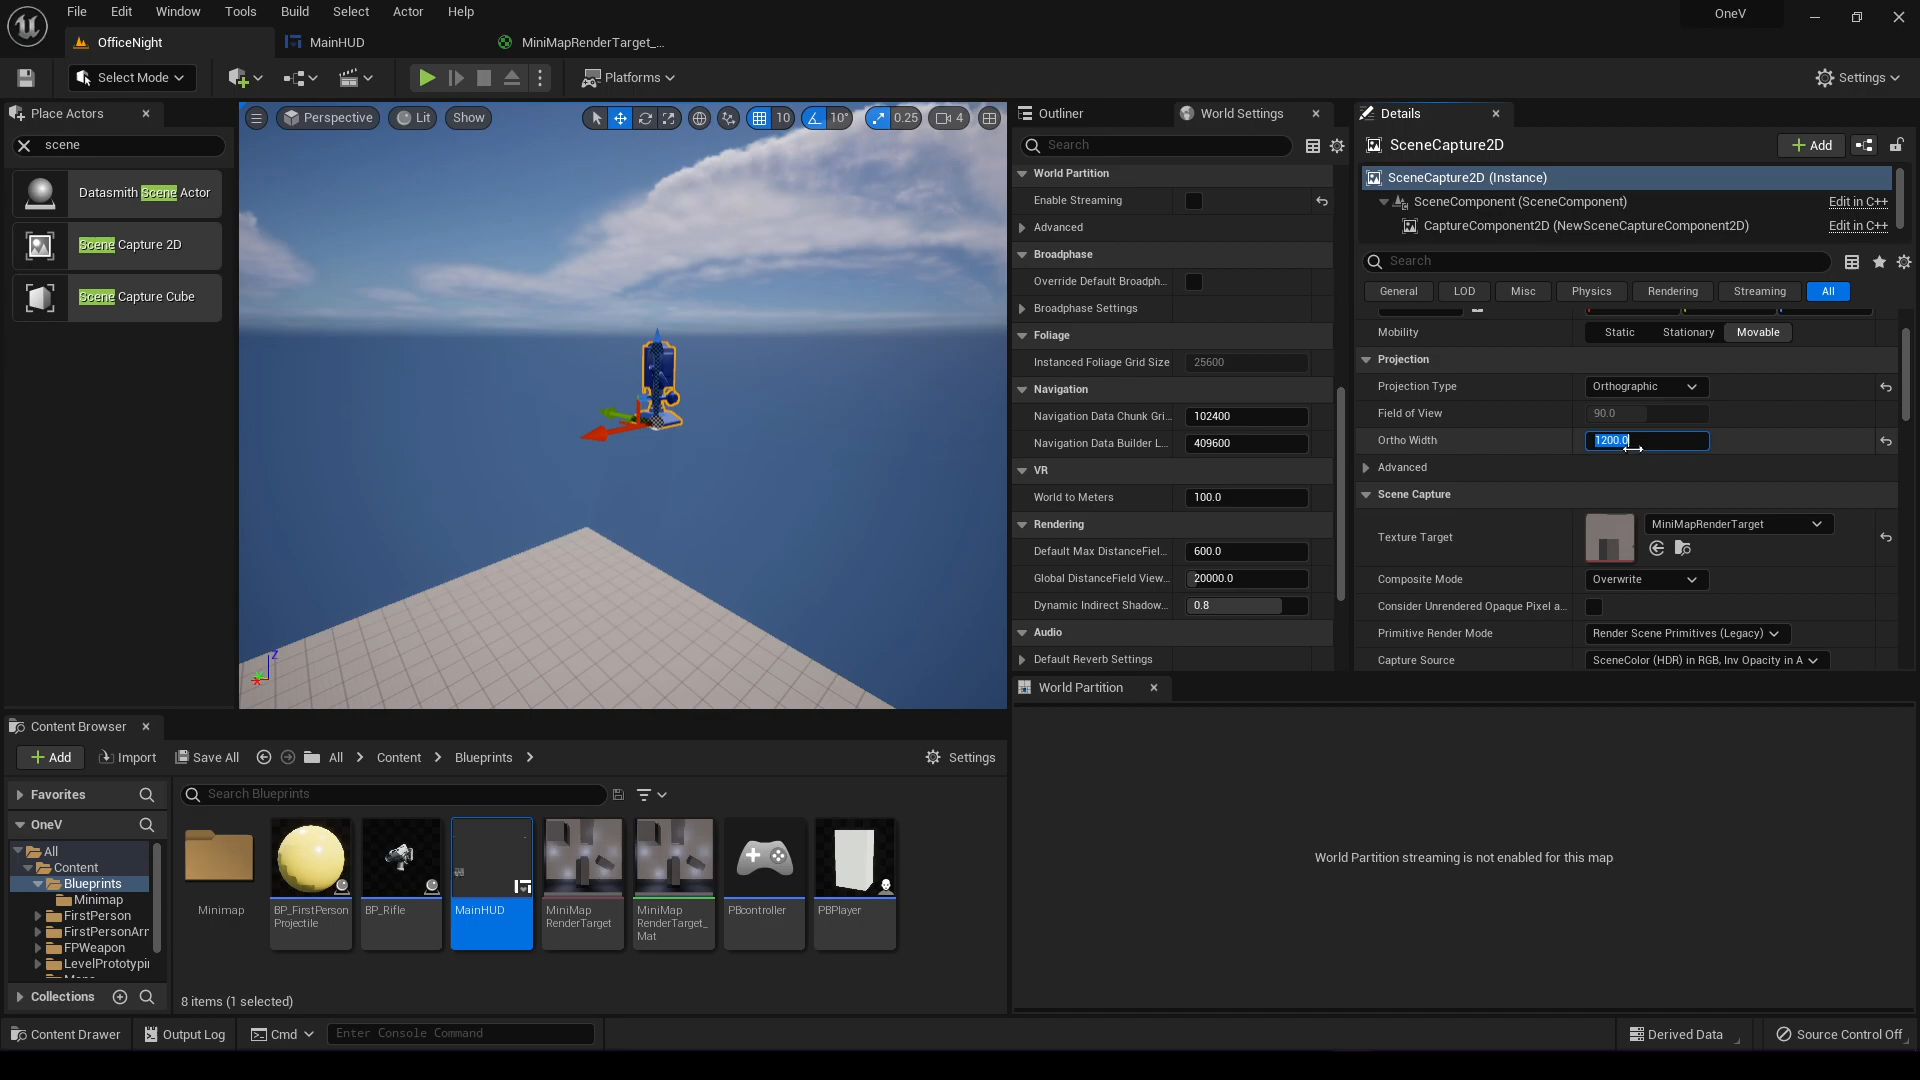 File Edit Window Tools Build Select Actor Help
OneV
OfficeNight
MainHUD
MiniMapRenderTarget_...
Select Mode
Platforms
Settings
Place Actors
scene
Datasmith Scene Actor
Scene Capture 2D
Scene Capture Cube
Perspective Lit Show
10 10° 0.25 4
Z
Outliner
World Settings
Search
World Partition
Enable Streaming
Advanced
Broadphase
Override Default Broadph...
Broadphase Settings
Foliage
Instanced Foliage Grid Size 25600
Navigation
Navigation Data Chunk Gri... 102400
Navigation Data Builder L... 409600
VR
World to Meters 100.0
Rendering
Default Max DistanceFiel... 600.0
Global DistanceField View... 20000.0
Dynamic Indirect Shadow... 0.8
Audio
Default Reverb Settings
Details
SceneCapture2D
Add
SceneCapture2D (Instance)
SceneComponent (SceneComponent) Edit in C++
CaptureComponent2D (NewSceneCaptureComponent2D) Edit in C++
Search
General LOD Misc Physics Rendering Streaming All
Mobility Static Stationary Movable
Projection
Projection Type Orthographic
Field of View 90.0
Ortho Width 1200.0
Advanced
Scene Capture
Texture Target MiniMapRenderTarget
Composite Mode Overwrite
Consider Unrendered Opaque Pixel a...
Primitive Render Mode Render Scene Primitives (Legacy)
Capture Source SceneColor (HDR) in RGB, Inv Opacity in A
World Partition
World Partition streaming is not enabled for this map
Content Browser
Add Import Save All All Content Blueprints Settings
Favorites
OneV
All
Content
Blueprints
Minimap
FirstPerson
FirstPersonArr
FPWeapon
LevelPrototypi
Collections
Search Blueprints
Minimap
BP_FirstPerson
Projectile
BP_Rifle
MainHUD
MiniMap
RenderTarget
MiniMap
RenderTarget_
Mat
PBcontroller
PBPlayer
8 items (1 selected)
Content Drawer Output Log Cmd Enter Console Command
Derived Data Source Control Off